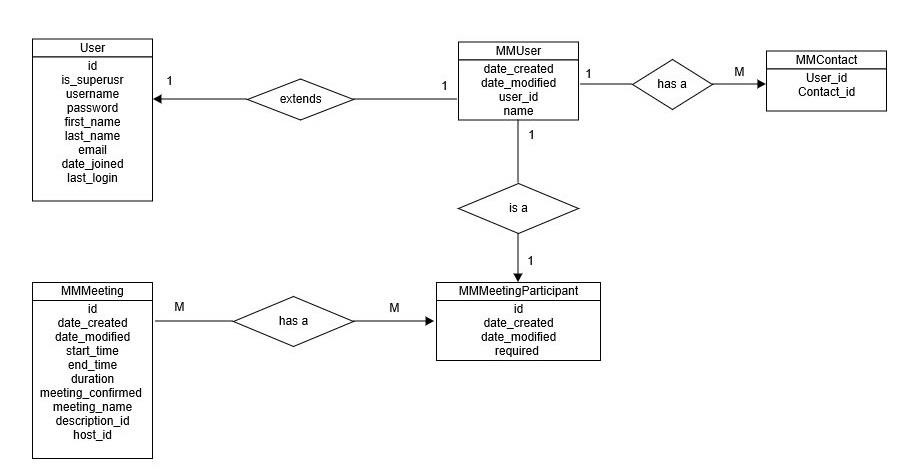 User
id
is_superusr
username
password
first_name
last_name
email
date_joined
last_login
1
extends
1
MMUser
date_created
date_modified
user_id
name
1
has a
M
MMContact
User_id
Contact_id
1
is a
1
MMMeeting
id
date_created
date_modified
start_time
end_time
duration
meeting_confirmed
meeting_name
description_id
host_id
M
has a
M
MMMeetingParticipant
id
date_created
date_modified
required